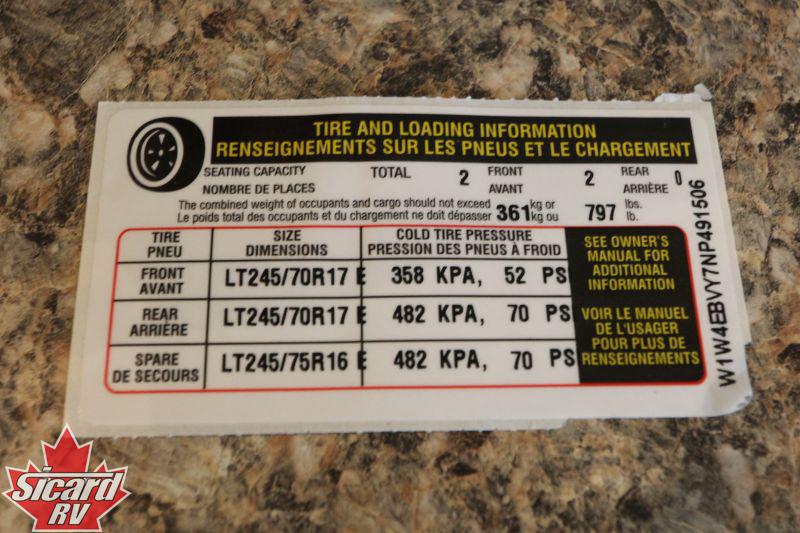 TIRE AND LOADING INFORMATION
RENSEIGNEMENTS SUR LES PNEUS ET LE CHARGEMENT
SEATING CAPACITY TOTAL 2 FRONT 2 REAR 0
NOMBRE DE PLACES AVANT ARRIÈRE
The combined weight of occupants and cargo should not exceed 361 kg or 797 lbs.
Le poids total des occupants et du chargement ne doit dépasser kg ou lb.
TIRE SIZE COLD TIRE PRESSURE
PNEU DIMENSIONS PRESSION DES PNEUS À FROID
FRONT
AVANT
LT245/70R17 E 358 KPA, 52 PS
REAR
ARRIÈRE
LT245/70R17 E 482 KPA, 70 PS
SPARE
DE SECOURS
LT245/75R16 E 482 KPA, 70 PS
SEE OWNER'S
MANUAL FOR
ADDITIONAL
INFORMATION
VOIR LE MANUEL
DE L'USAGER
POUR PLUS DE
RENSEIGNEMENTS
W1W4EBVY7NP491506
Sicard
RV